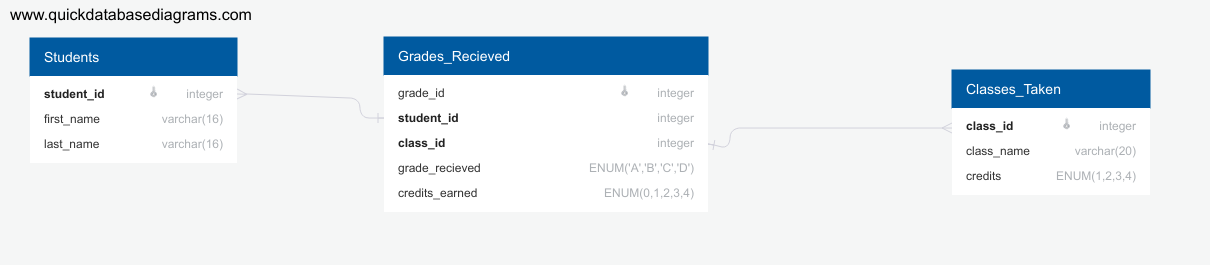 www.quickdatabasediagrams.com
Students
student_id integer
first_name varchar(16)
last_name varchar(16)
Grades_Recieved
grade_id integer
student_id integer
class_id integer
grade_recieved ENUM('A','B','C','D')
credits_earned ENUM(0,1,2,3,4)
Classes_Taken
class_id integer
class_name varchar(20)
credits ENUM(1,2,3,4)